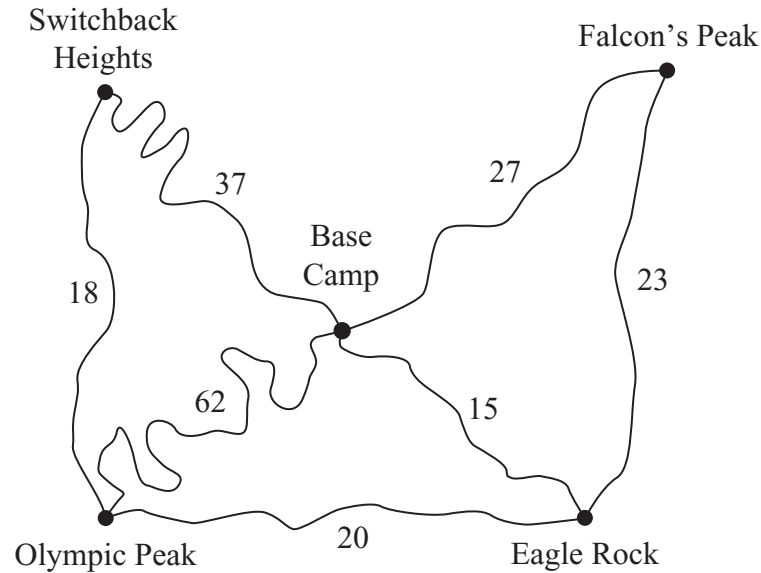 Switchback
Heights
Falcon's Peak
37
27
Base
Camp
18
23
62
15
20
Olympic Peak
Eagle Rock